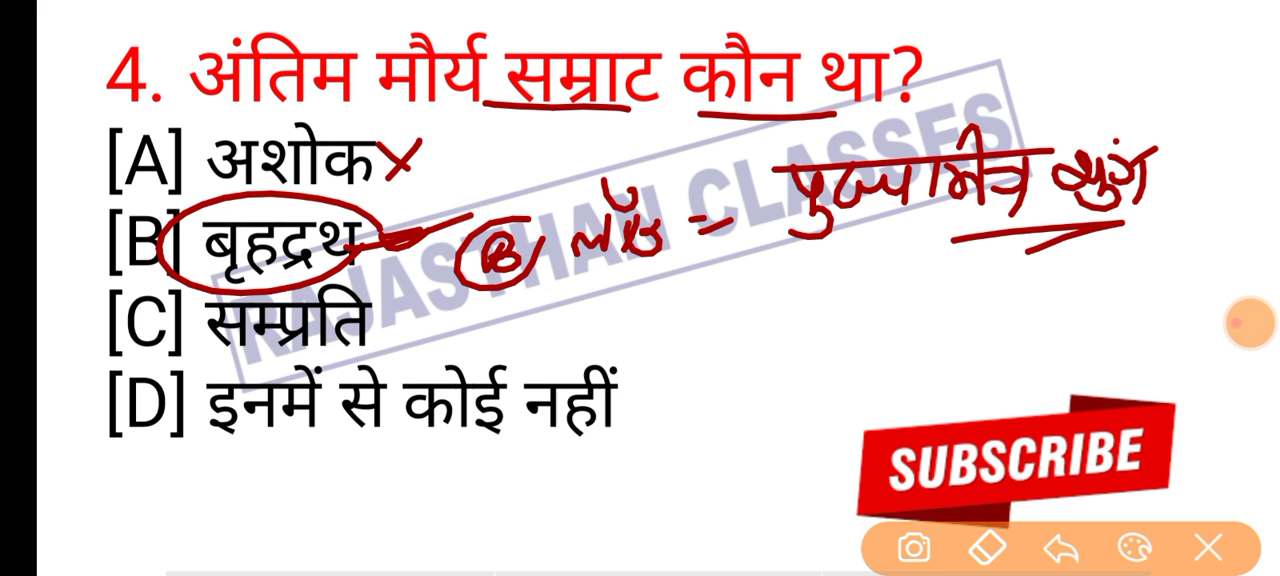 4. अंतिम मौर्य सम्राट कौन था?
[A] अशोक
[B] बृहद्रथ
B = पुष्यमित्र शुंग
[C] सम्प्रति
[D] इनमें से कोई नहीं
RAJASTHAN CLASSES
SUBSCRIBE